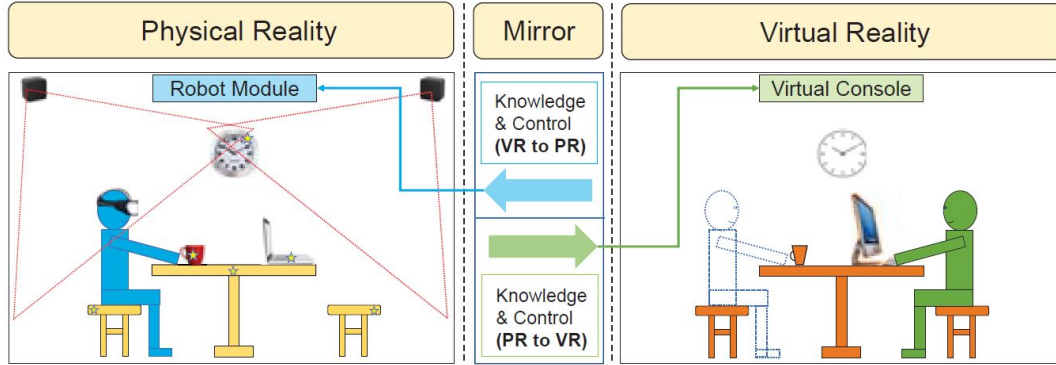 Physical Reality
Mirror
Virtual Reality
Robot Module
Knowledge
& Control
(VR to PR)
Virtual Console
Knowledge
& Control
(PR to VR)